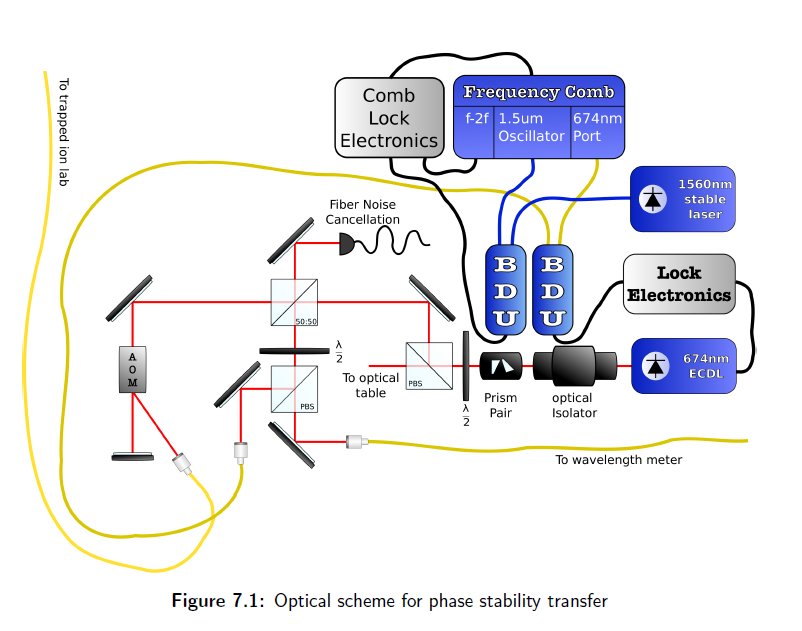 To trapped ion lab
Comb
Lock
Electronics
Frequency Comb
f-2f
1.5um
Oscillator
674nm
Port
1560nm
stable
laser
Fiber Noise
Cancellation
B
D
U
B
D
U
Lock
Electronics
50:50
A
O
M
λ
2
To optical
table
PBS
674nm
ECDL
PBS
λ
2
Prism
Pair
optical
Isolator
To wavelength meter
Figure 7.1: Optical scheme for phase stability transfer